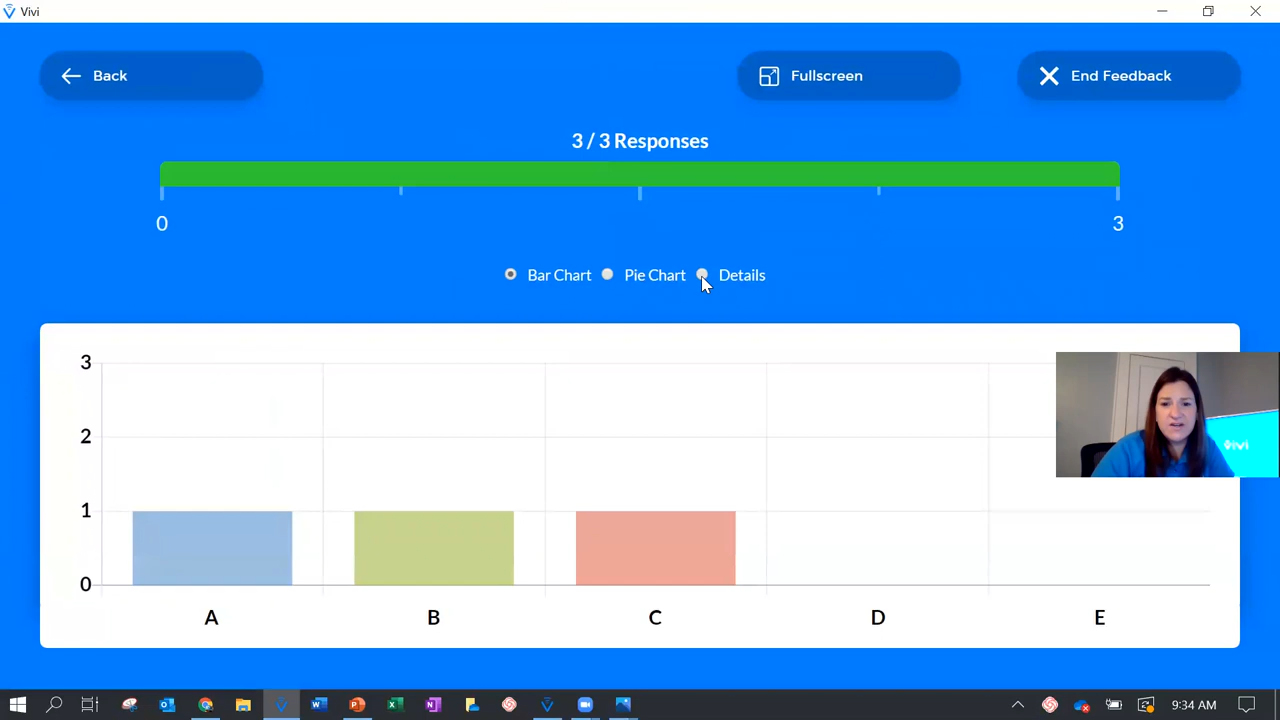 Vivi
Back
Fullscreen
End Feedback
3 / 3 Responses
0
3
Bar Chart
Pie Chart
Details
3
2
1
0
A
B
C
D
E
vivi
9:34 AM